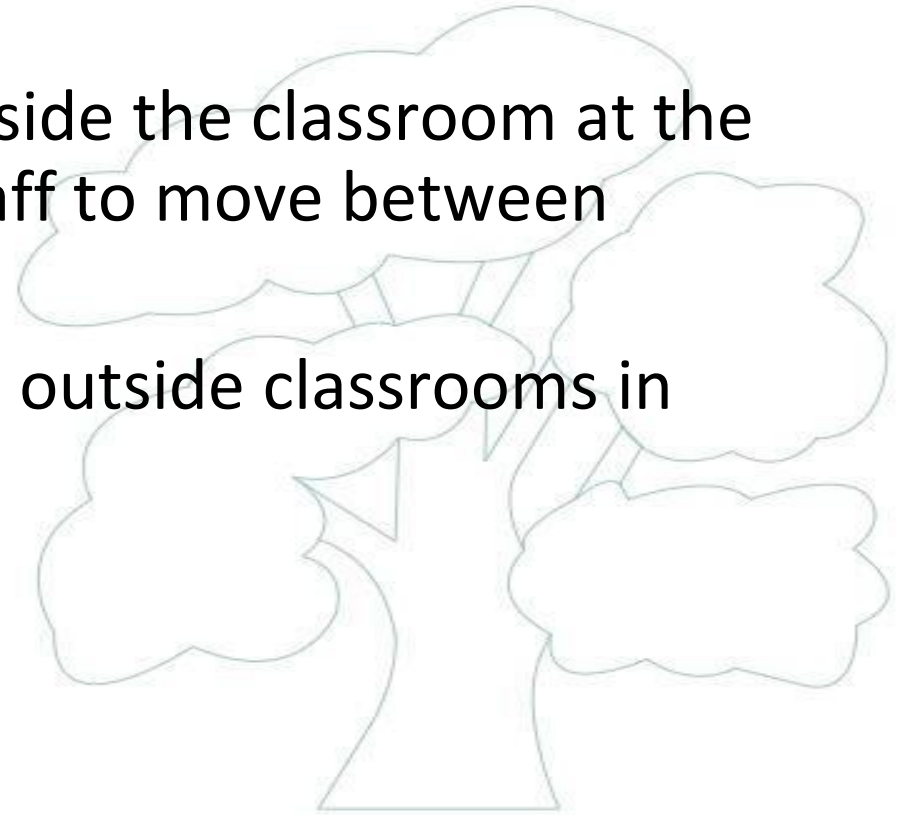 side the classroom at the
aff to move between
outside classrooms in